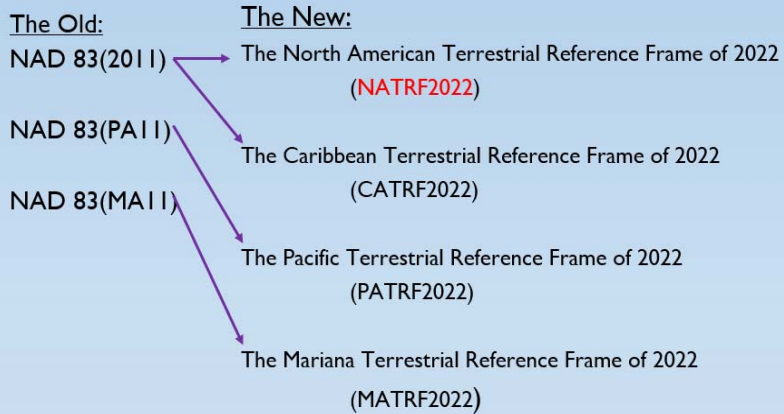 The Old:
NAD 83(2011)
NAD 83(PA11)
NAD 83(MA11)
The New:
The North American Terrestrial Reference Frame of 2022
(NATRF2022)
The Caribbean Terrestrial Reference Frame of 2022
(CATRF2022)
The Pacific Terrestrial Reference Frame of 2022
(PATRF2022)
The Mariana Terrestrial Reference Frame of 2022
(MATRF2022)